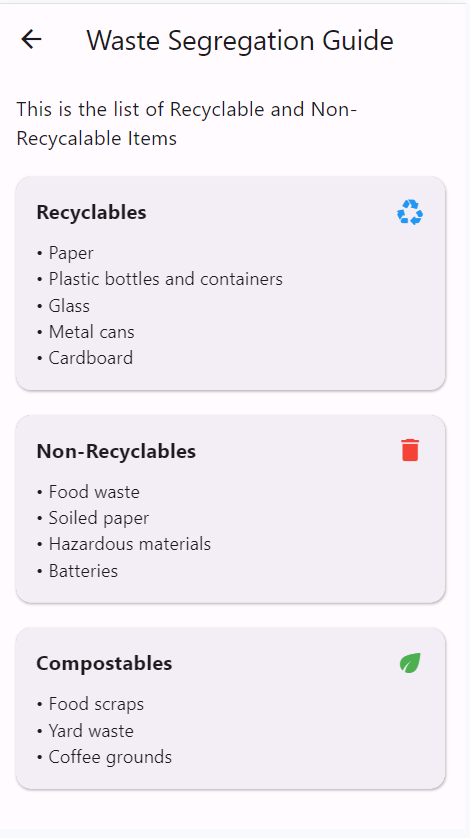 Waste Segregation Guide
This is the list of Recyclable and Non-
Recycalable Items
Recyclables
• Paper
• Plastic bottles and containers
• Glass
• Metal cans
• Cardboard
Non-Recyclables
• Food waste
• Soiled paper
• Hazardous materials
• Batteries
Compostables
• Food scraps
• Yard waste
• Coffee grounds